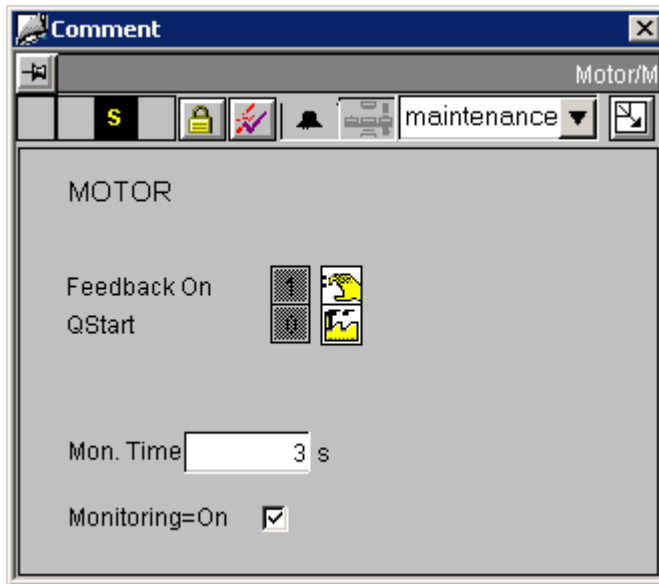 Comment
Motor/M
S
maintenance
MOTOR
Feedback On 1
QStart 0
Mon. Time 3 s
Monitoring=On